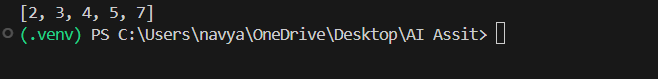 [2, 3, 4, 5, 7]
(.venv) PS C:\Users\navya\OneDrive\Desktop\AI Assit>